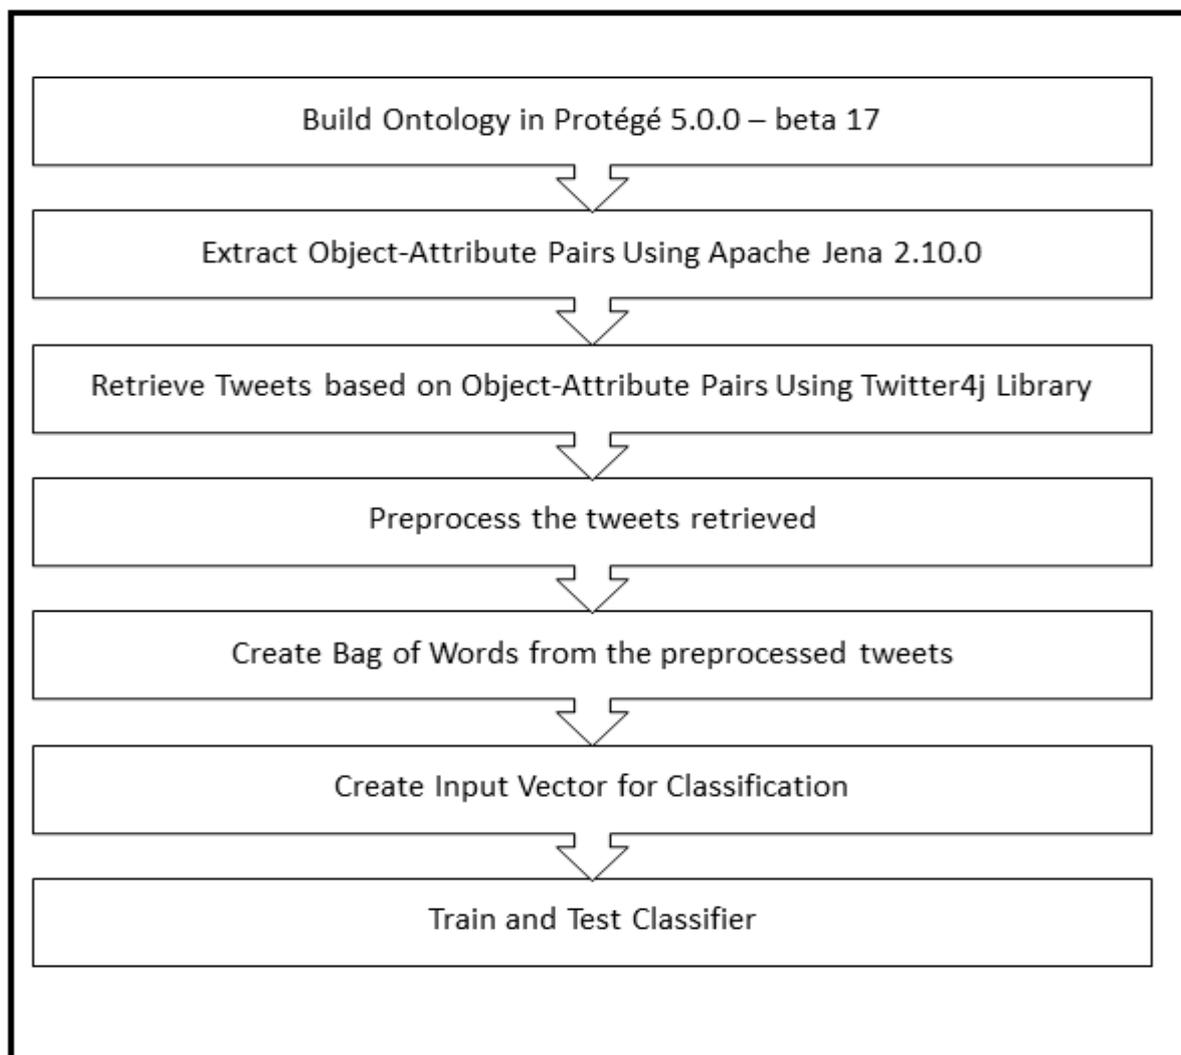 Build Ontology in Protégé 5.0.0 – beta 17
Extract Object-Attribute Pairs Using Apache Jena 2.10.0
Retrieve Tweets based on Object-Attribute Pairs Using Twitter4j Library
Preprocess the tweets retrieved
Create Bag of Words from the preprocessed tweets
Create Input Vector for Classification
Train and Test Classifier